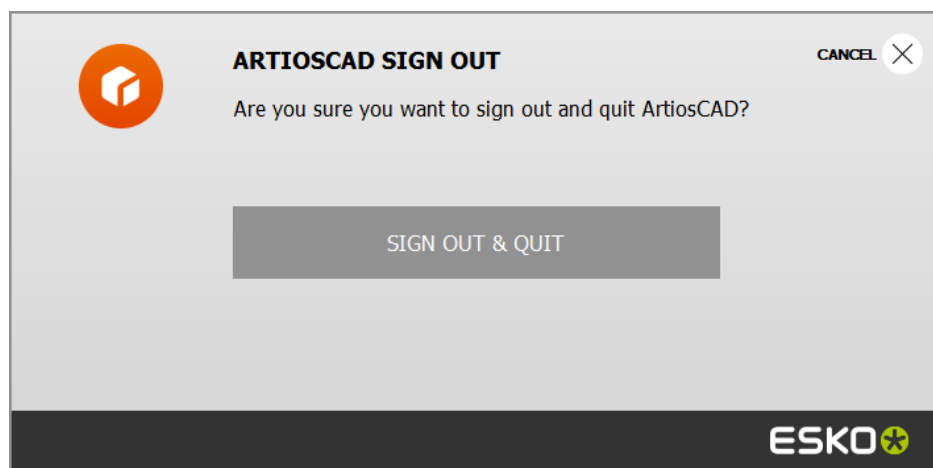 ARTIOSCAD SIGN OUT
CANCEL
Are you sure you want to sign out and quit ArtiosCAD?
SIGN OUT & QUIT
ESKO